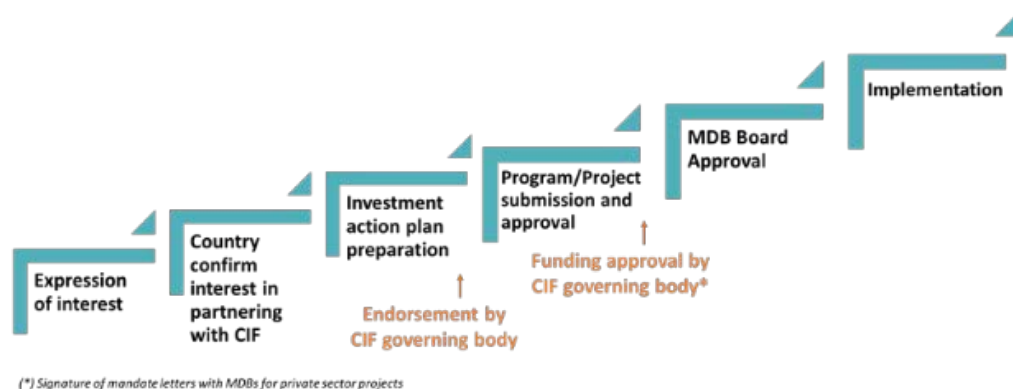 Expression
of interest
Country
confirm
interest in
partnering
with CIF
Investment
action plan
preparation
Endorsement by
CIF governing body
Program/Project
submission and
approval
Funding approval by
CIF governing body*
MDB Board
Approval
Implementation
(*) Signature of mandate letters with MDBs for private sector projects